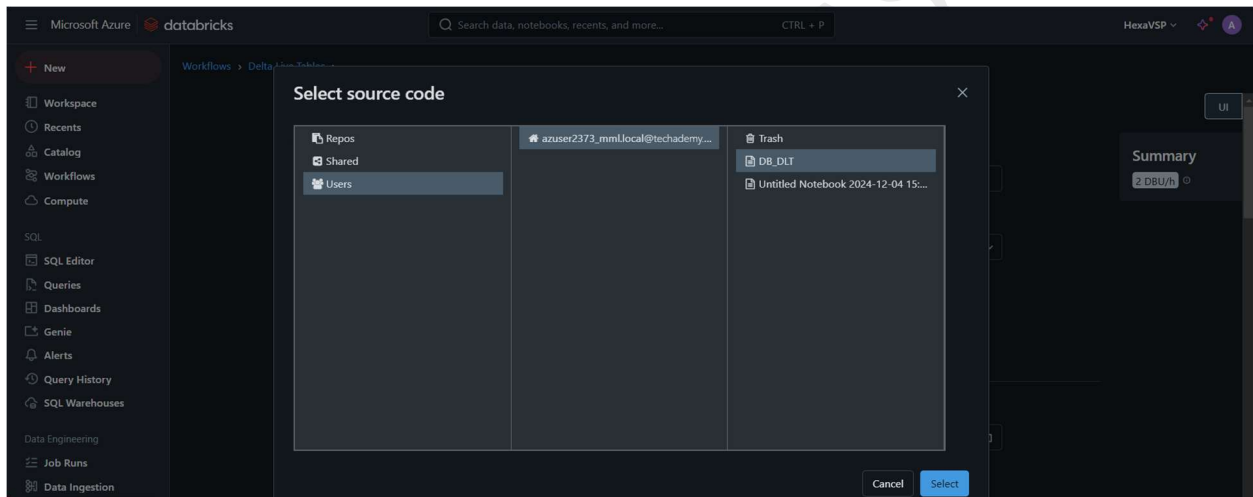 Microsoft Azure databricks Search data, notebooks, recents, and more... CTRL + P HexaVSP A
New
Workflows > Delta Live Tables >
Select source code
Workspace
Recents
Catalog
Workflows
Compute
SQL
SQL Editor
Queries
Dashboards
Genie
Alerts
Query History
SQL Warehouses
Data Engineering
Job Runs
Data Ingestion
Repos
Shared
Users
azuser2373_mml.local@techademy....
Trash
DB_DLT
Untitled Notebook 2024-12-04 15:...
Cancel Select
UI
Summary
2 DBU/h